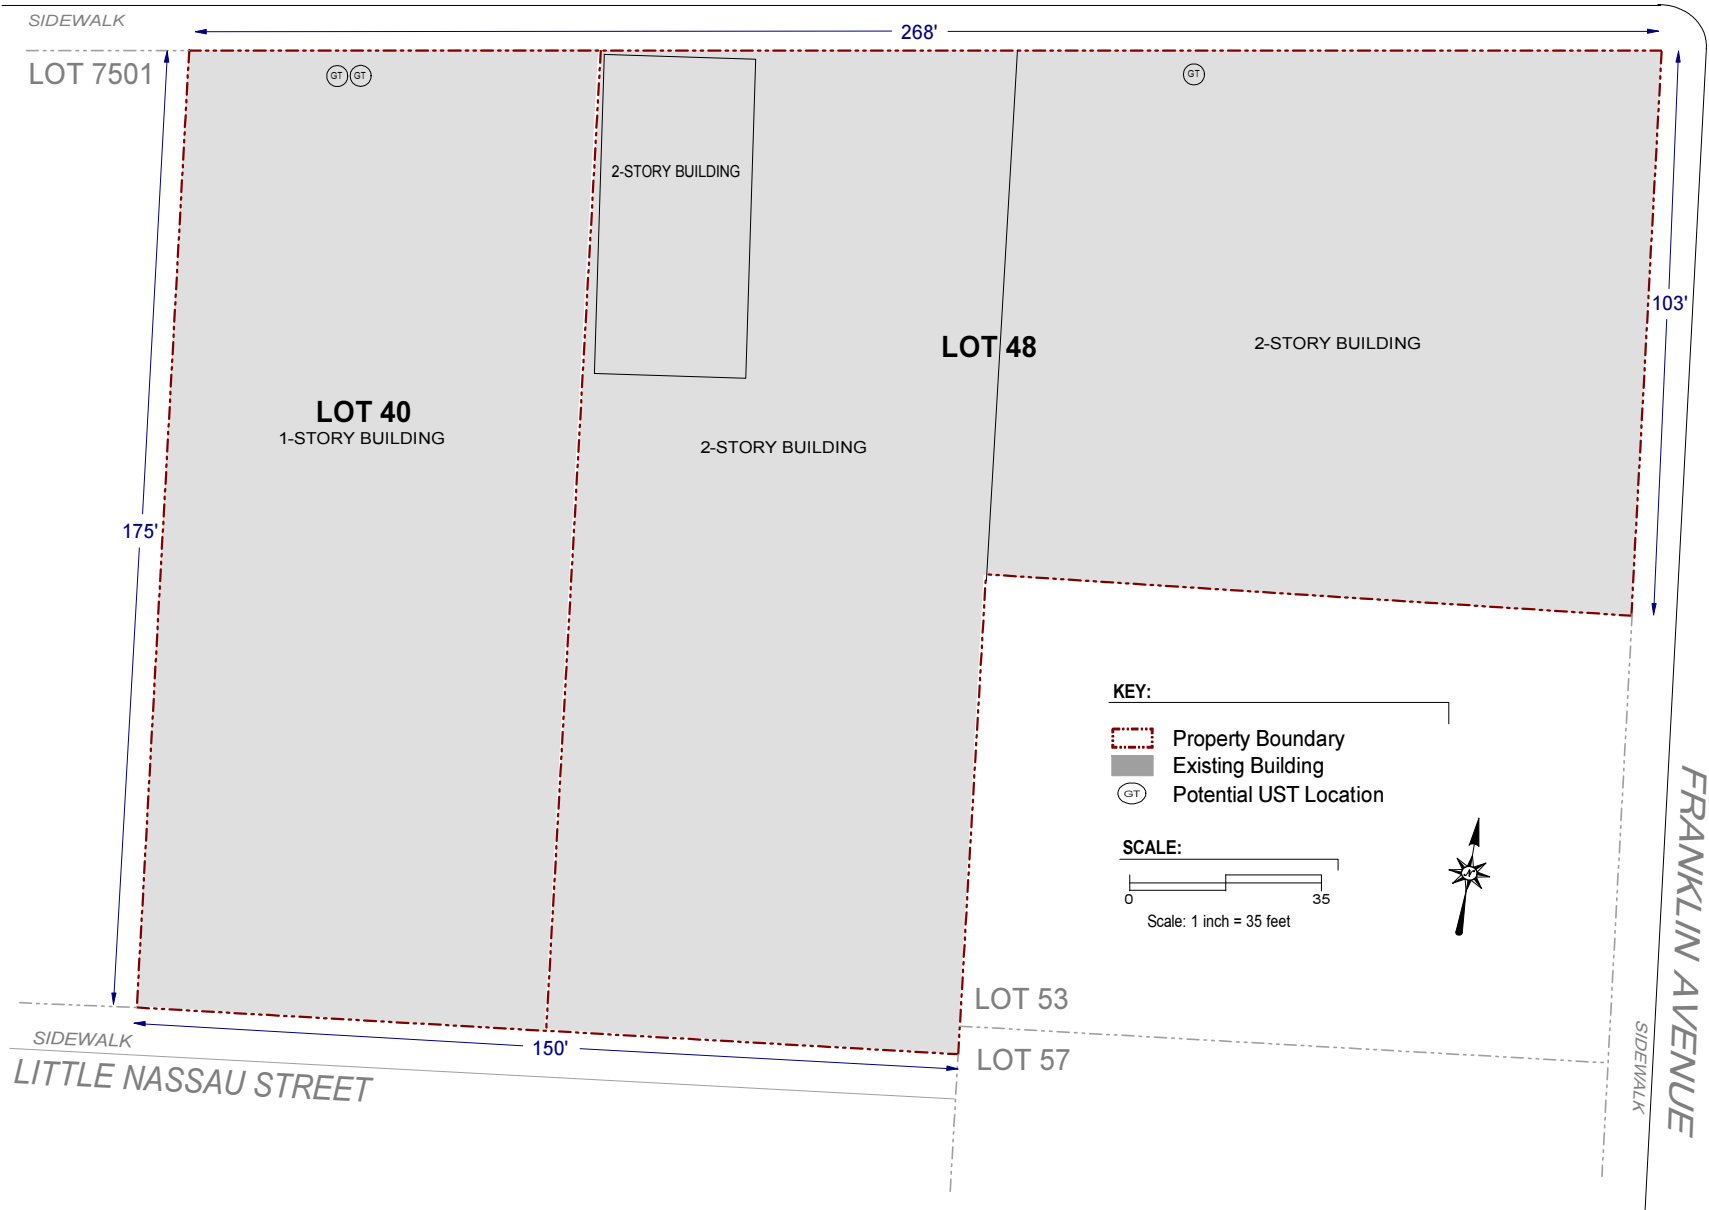 SIDEWALK
268'
LOT 7501
GT GT
GT
2-STORY BUILDING
103'
LOT 48
2-STORY BUILDING
LOT 40
1-STORY BUILDING
2-STORY BUILDING
175'
KEY:
Property Boundary
Existing Building
GT
Potential UST Location
SCALE:
0 35
Scale: 1 inch = 35 feet
N
FRANKLIN AVENUE
SIDEWALK
LOT 53
LOT 57
SIDEWALK
150'
LITTLE NASSAU STREET